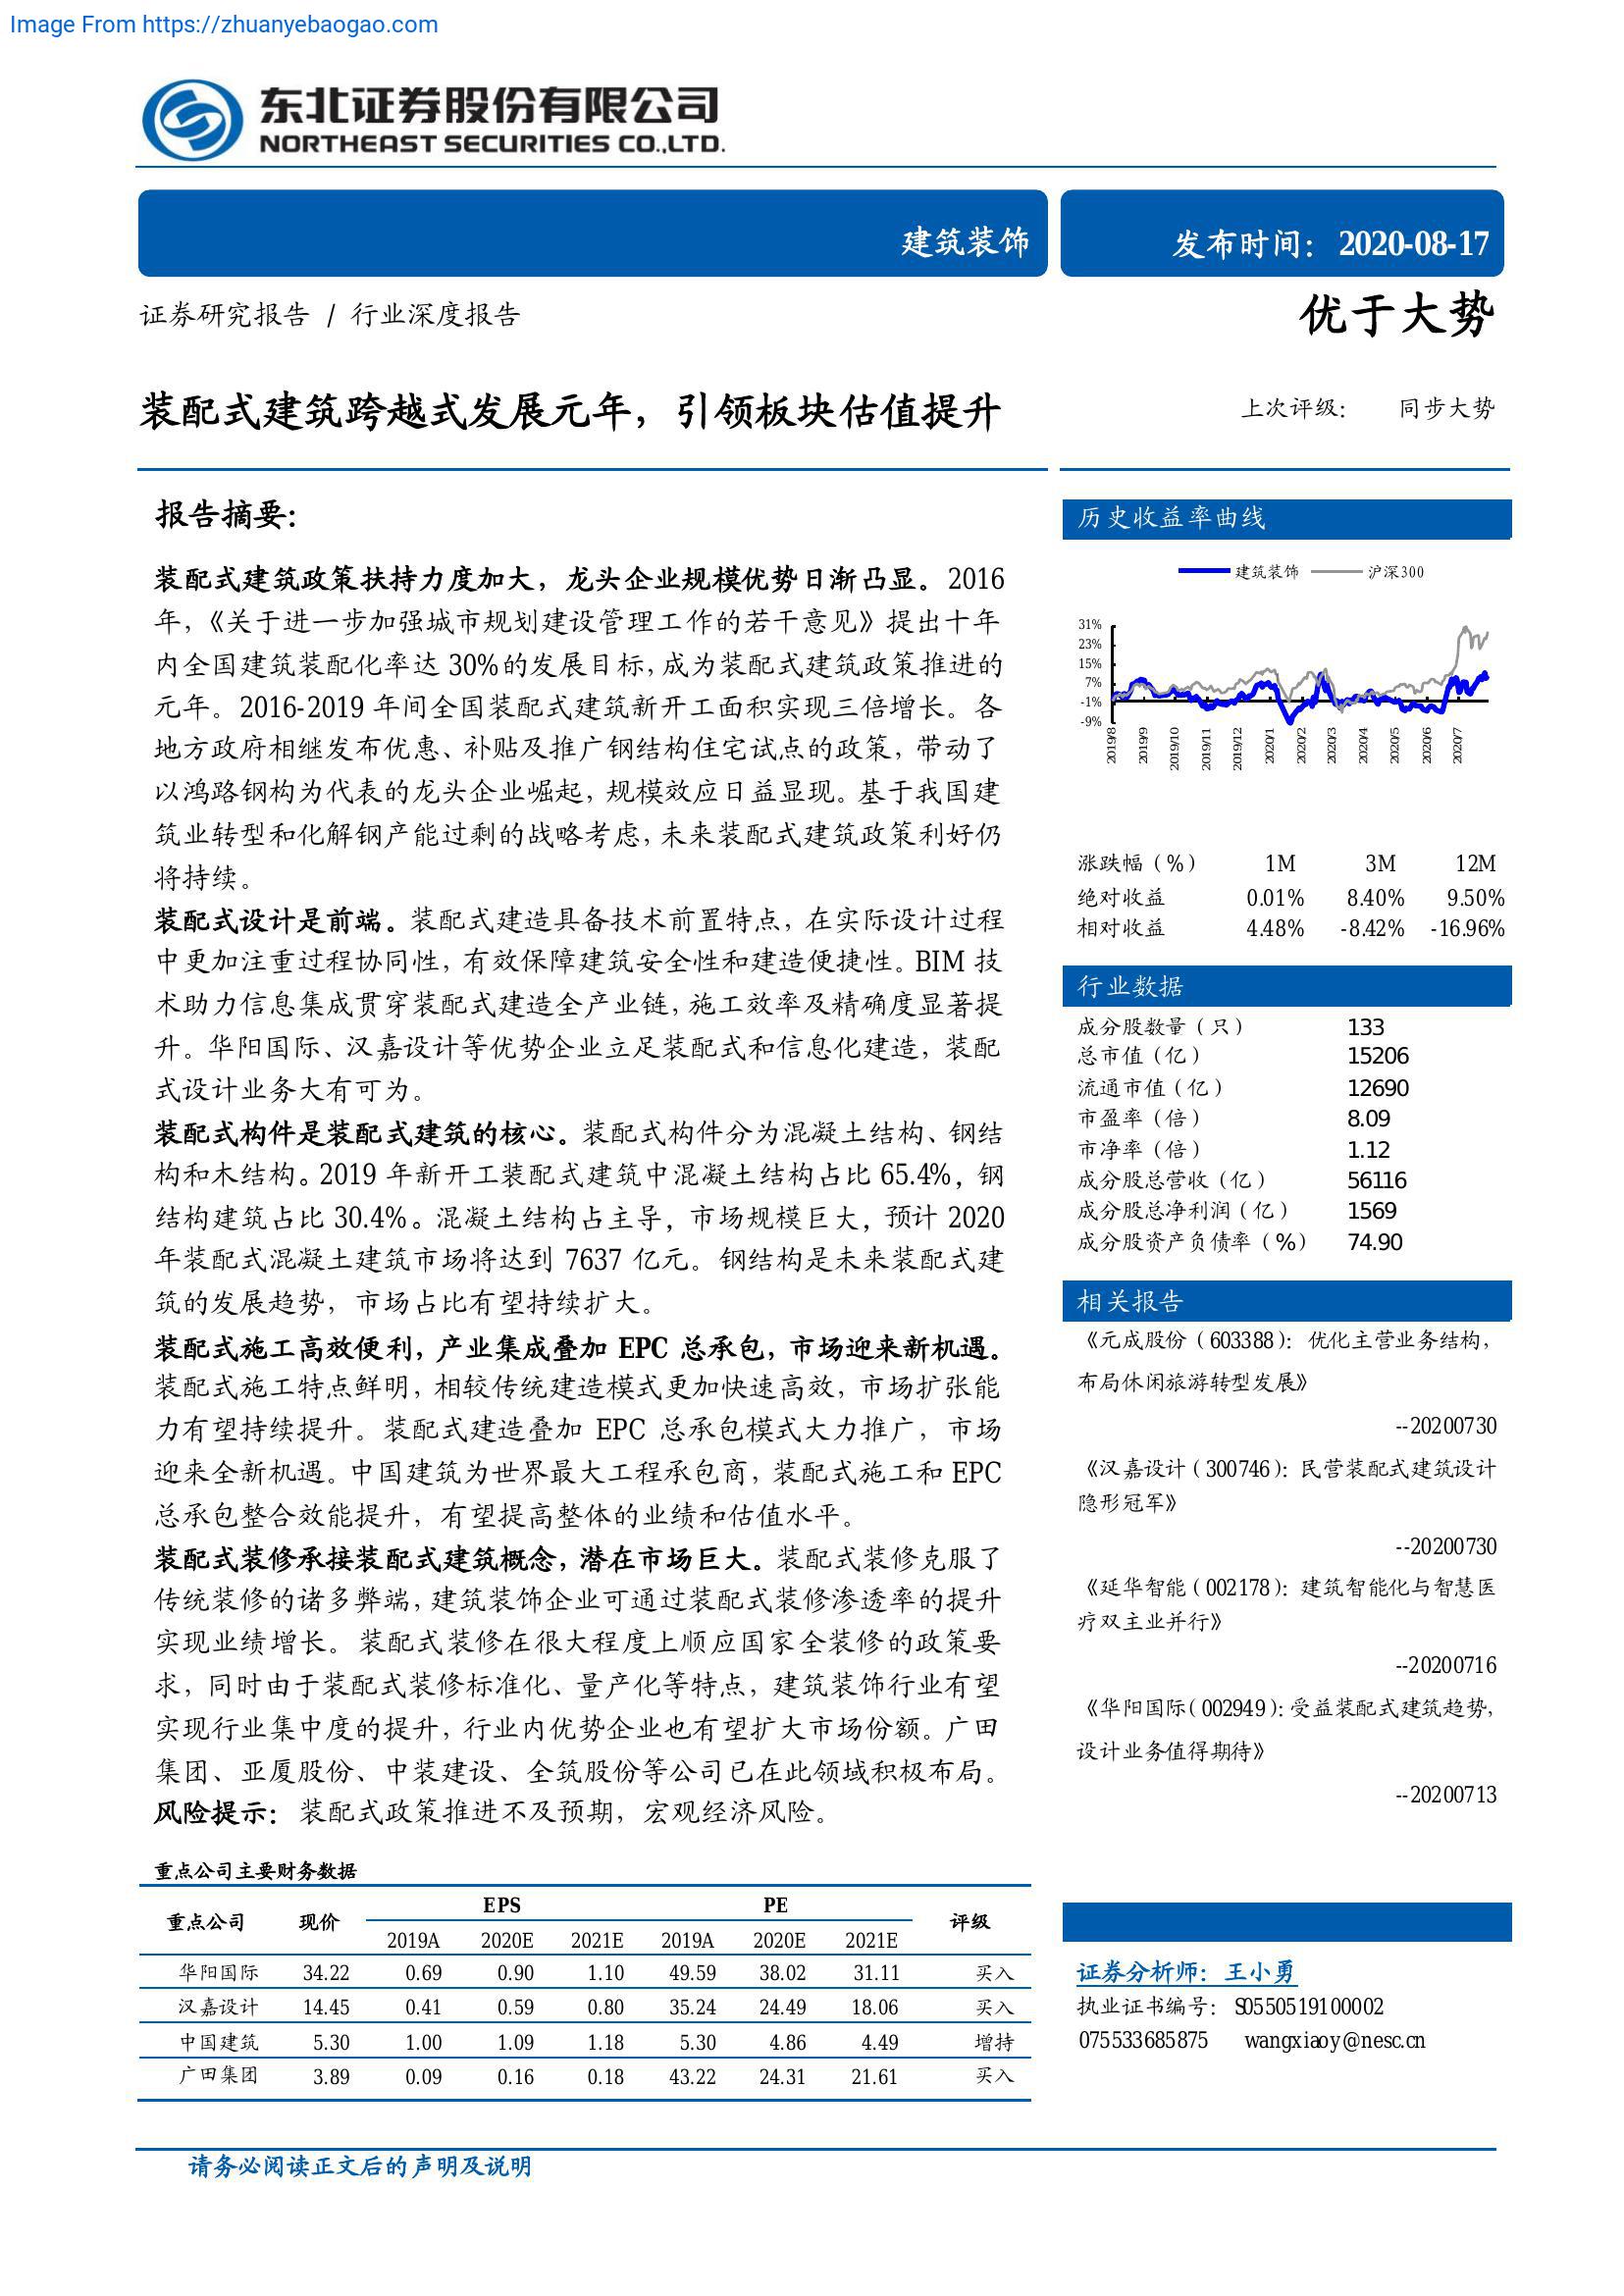 Image From https://zhuanyebaogao.com
东北证券股份有限公司
NORTHEAST SECURITIES CO.,LTD.
建筑装饰
发布时间： 2020-08-17
证券研究报告 / 行业深度报告
优于大势
装配式建筑跨越式发展元年，引领板块估值提升
上次评级： 同步大势
报告摘要：
装配式建筑政策扶持力度加大，龙头企业规模优势日渐凸显。2016
年，《关于进一步加强城市规划建设管理工作的若干意见》提出十年
内全国建筑装配化率达 30%的发展目标，成为装配式建筑政策推进的
元年。2016-2019 年间全国装配式建筑新开工面积实现三倍增长。各
地方政府相继发布优惠、补贴及推广钢结构住宅试点的政策，带动了
以鸿路钢构为代表的龙头企业崛起，规模效应日益显现。基于我国建
筑业转型和化解钢产能过剩的战略考虑，未来装配式建筑政策利好仍
将持续。
装配式设计是前端。装配式建造具备技术前置特点，在实际设计过程
中更加注重过程协同性，有效保障建筑安全性和建造便捷性。BIM 技
术助力信息集成贯穿装配式建造全产业链，施工效率及精确度显著提
升。华阳国际、汉嘉设计等优势企业立足装配式和信息化建造，装配
式设计业务大有可为。
装配式构件是装配式建筑的核心。装配式构件分为混凝土结构、钢结
构和木结构。2019 年新开工装配式建筑中混凝土结构占比 65.4%，钢
结构建筑占比 30.4%。混凝土结构占主导，市场规模巨大，预计 2020
年装配式混凝土建筑市场将达到 7637 亿元。钢结构是未来装配式建
筑的发展趋势，市场占比有望持续扩大。
装配式施工高效便利，产业集成叠加 EPC 总承包，市场迎来新机遇。
装配式施工特点鲜明，相较传统建造模式更加快速高效，市场扩张能
力有望持续提升。装配式建造叠加 EPC 总承包模式大力推广，市场
迎来全新机遇。中国建筑为世界最大工程承包商，装配式施工和 EPC
总承包整合效能提升，有望提高整体的业绩和估值水平。
装配式装修承接装配式建筑概念，潜在市场巨大。装配式装修克服了
传统装修的诸多弊端，建筑装饰企业可通过装配式装修渗透率的提升
实现业绩增长。装配式装修在很大程度上顺应国家全装修的政策要
求，同时由于装配式装修标准化、量产化等特点，建筑装饰行业有望
实现行业集中度的提升，行业内优势企业也有望扩大市场份额。广田
集团、亚厦股份、中装建设、全筑股份等公司已在此领域积极布局。
风险提示：装配式政策推进不及预期，宏观经济风险。
重点公司主要财务数据
重点公司 现价 EPS PE 评级
2019A 2020E 2021E 2019A 2020E 2021E
华阳国际 34.22 0.69 0.90 1.10 49.59 38.02 31.11 买入
汉嘉设计 14.45 0.41 0.59 0.80 35.24 24.49 18.06 买入
中国建筑 5.30 1.00 1.09 1.18 5.30 4.86 4.49 增持
广田集团 3.89 0.09 0.16 0.18 43.22 24.31 21.61 买入
历史收益率曲线
建筑装饰 沪深300
31%
23%
15%
7%
-1%
-9%
2019/8 2019/9 2019/10 2019/11 2019/12 2020/1 2020/2 2020/3 2020/4 2020/5 2020/6 2020/7
涨跌幅（%） 1M 3M 12M
绝对收益 0.01% 8.40% 9.50%
相对收益 4.48% -8.42% -16.96%
行业数据
成分股数量（只） 133
总市值（亿） 15206
流通市值（亿） 12690
市盈率（倍） 8.09
市净率（倍） 1.12
成分股总营收（亿） 56116
成分股总净利润（亿） 1569
成分股资产负债率（%） 74.90
相关报告
《元成股份（603388）：优化主营业务结构，
布局休闲旅游转型发展》
--20200730
《汉嘉设计（300746）：民营装配式建筑设计
隐形冠军》
--20200730
《延华智能（002178）：建筑智能化与智慧医
疗双主业并行》
--20200716
《华阳国际（002949）：受益装配式建筑趋势，
设计业务值得期待》
--20200713
证券分析师：王小勇
执业证书编号： S0550519100002
075533685875 wangxiaoy@nesc.cn
请务必阅读正文后的声明及说明